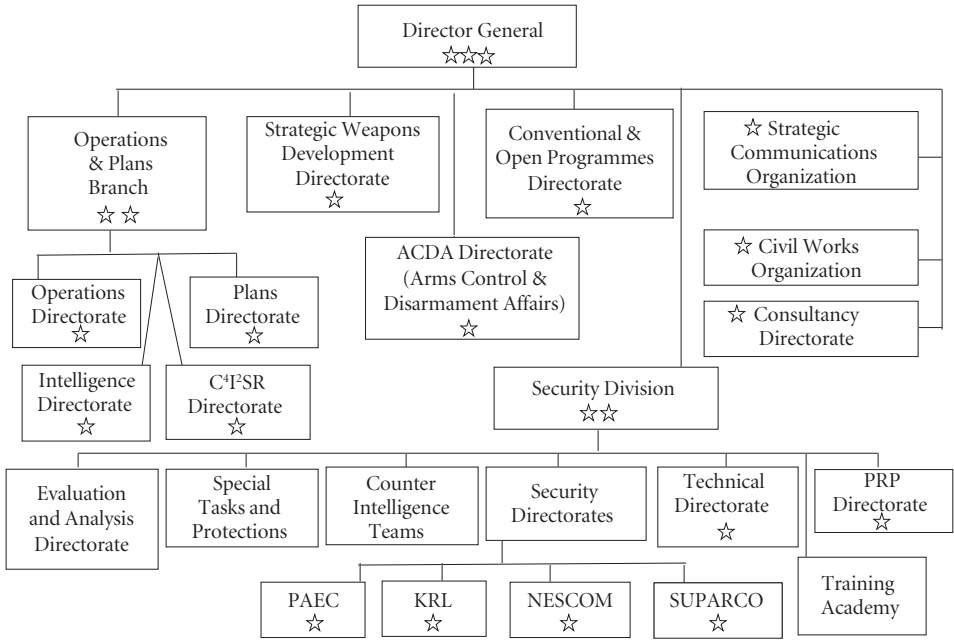 Director General
☆☆☆
Operations
& Plans
Branch
☆ ☆
Strategic Weapons
Development
Directorate
☆
Conventional &
Open Programmes
Directorate
☆
☆ Strategic
Communications
Organization
ACDA Directorate
(Arms Control &
Disarmament Affairs)
☆
☆ Civil Works
Organization
☆ Consultancy
Directorate
Operations
Directorate
☆
Plans
Directorate
☆
Intelligence
Directorate
☆
C⁴I²SR
Directorate
☆
Security Division
☆☆
Evaluation
and Analysis
Directorate
Special
Tasks and
Protections
Counter
Intelligence
Teams
Security
Directorates
Technical
Directorate
☆
PRP
Directorate
☆
PAEC
☆
KRL
☆
NESCOM
☆
SUPARCO
☆
Training
Academy